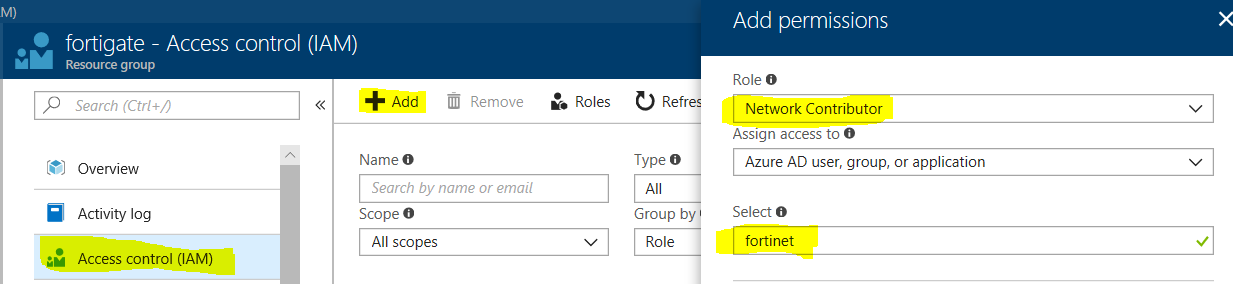 M)
fortigate - Access control (IAM)
Resource group
Search (Ctrl+/)
Overview
Activity log
Access control (IAM)
Add Remove Roles Refres
Name Type
Search by name or email All
Scope Group by
All scopes Role
Add permissions
Role
Network Contributor
Assign access to
Azure AD user, group, or application
Select
fortinet